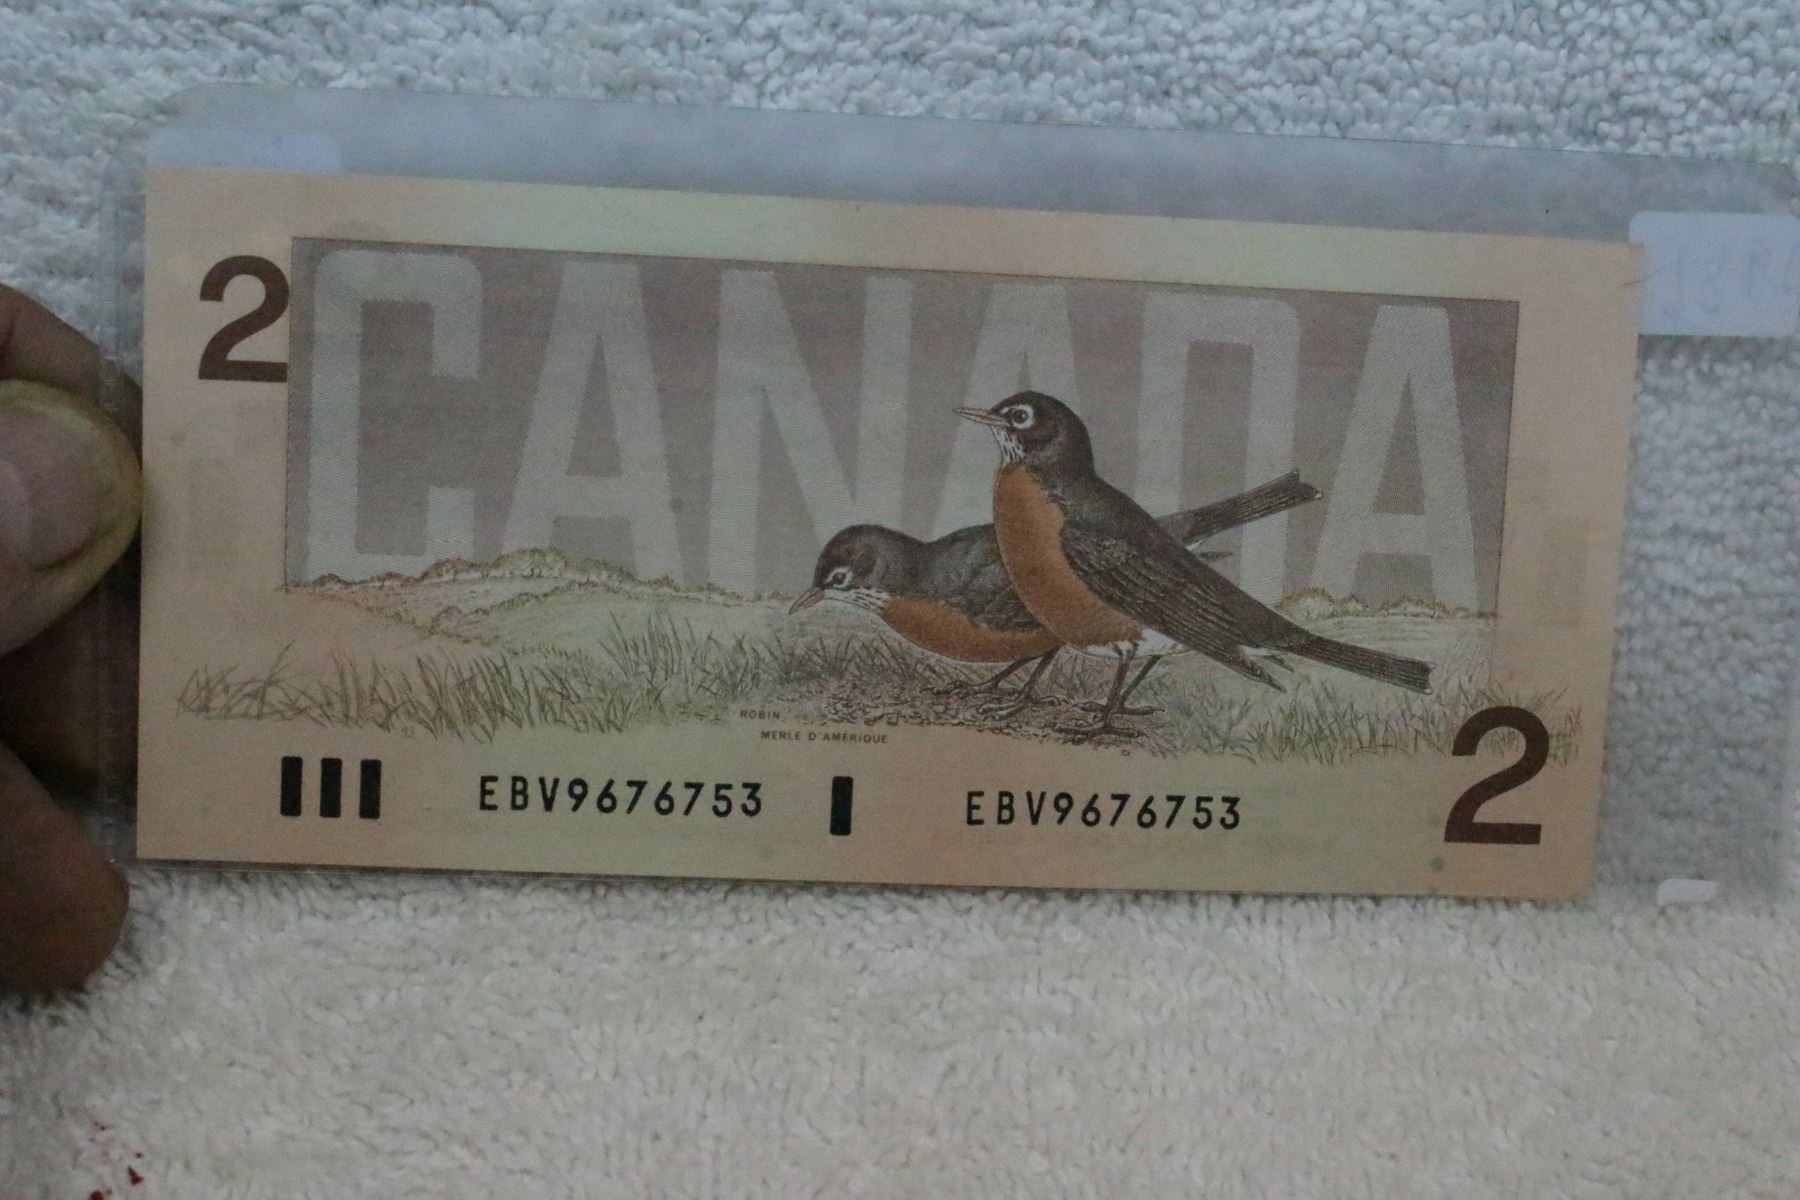 2
CANADA
ROBIN
MERLE D'AMÉRIQUE
EBV9676753 EBV9676753
2